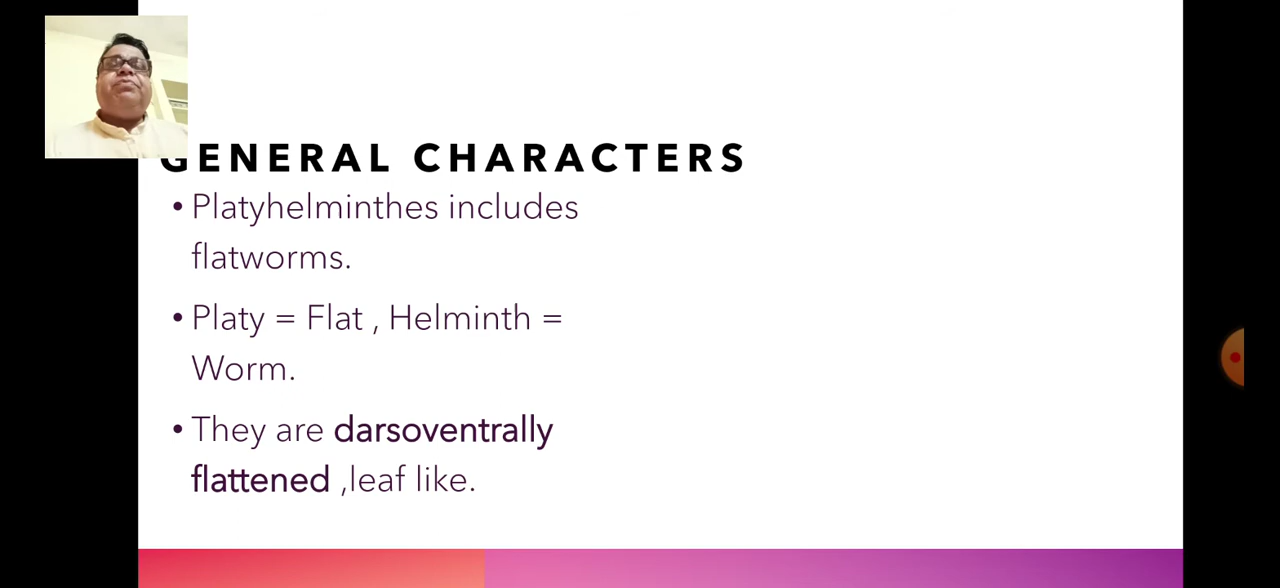 GENERAL CHARACTERS
• Platyhelminthes includes
flatworms.
• Platy = Flat , Helminth =
Worm.
• They are darsoventrally
flattened ,leaf like.